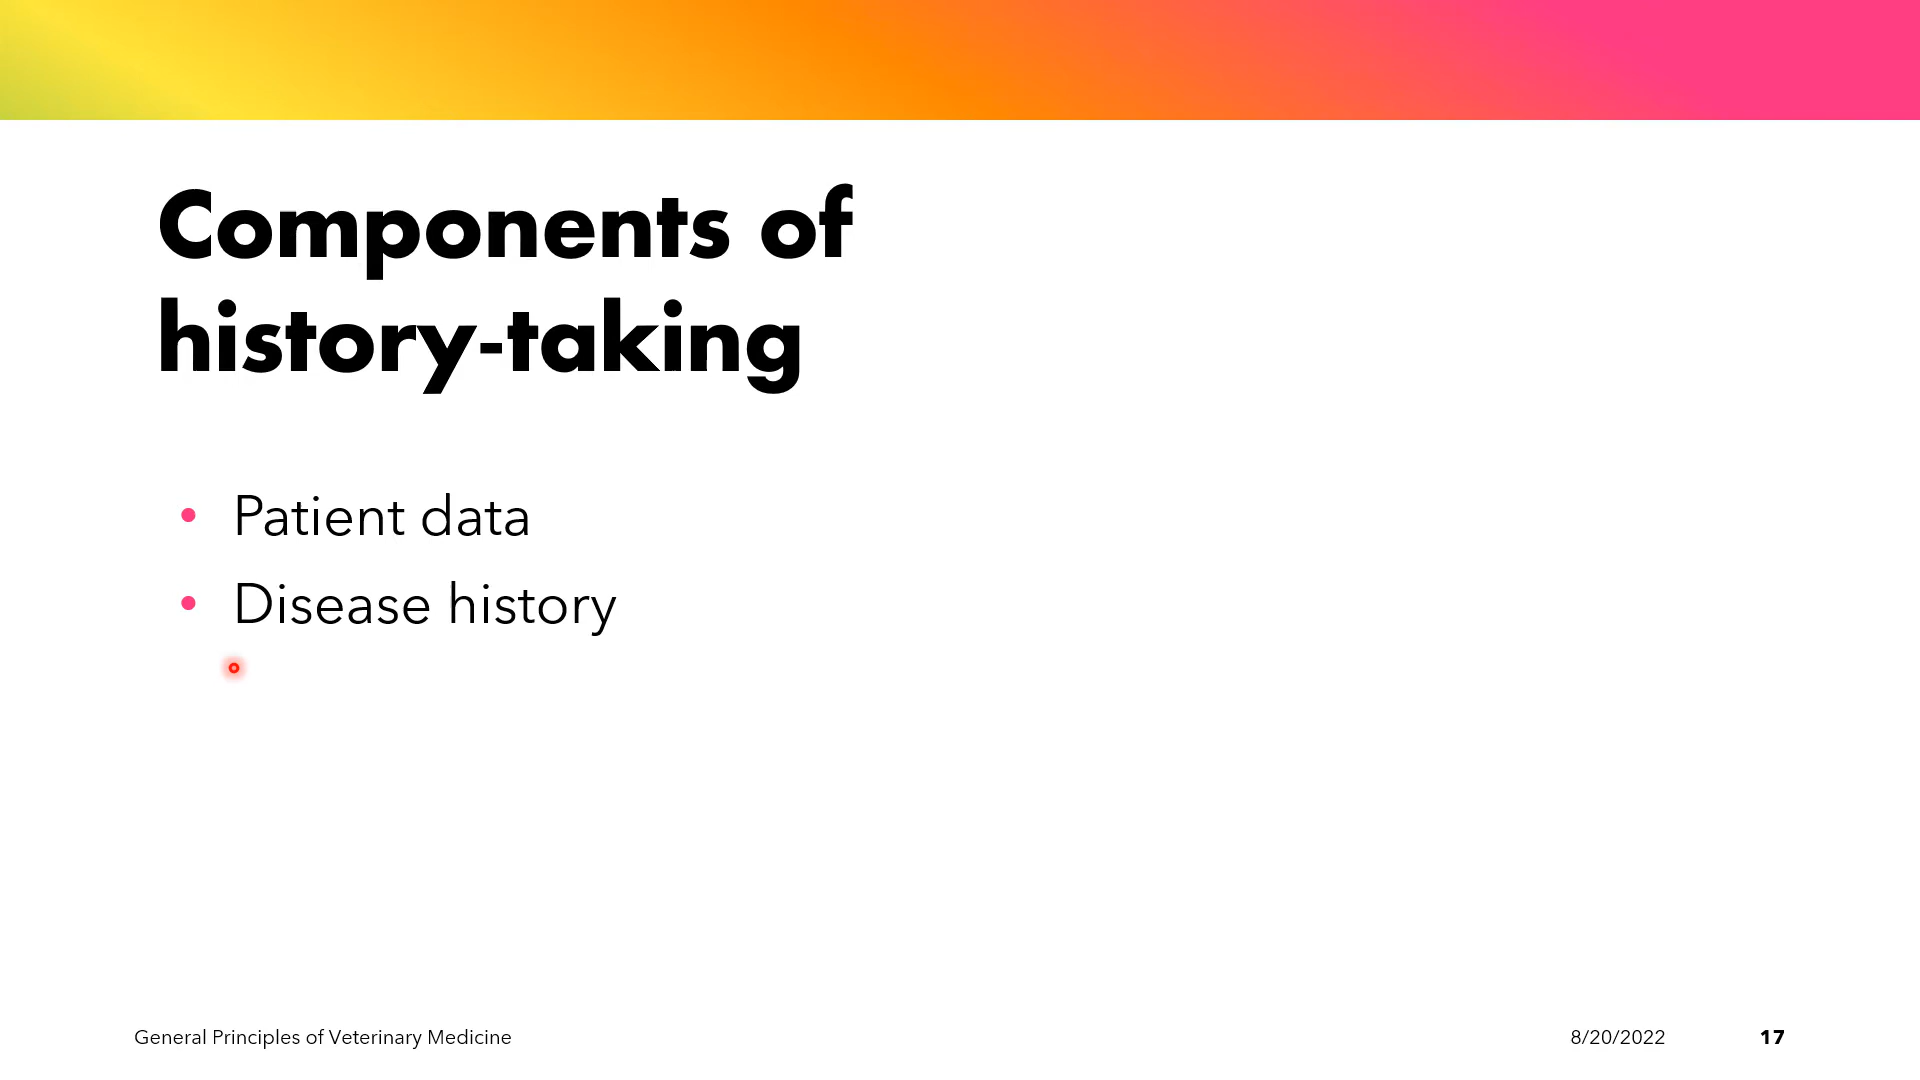 Components of
history-taking
• Patient data
• Disease history
General Principles of Veterinary Medicine
8/20/2022
17